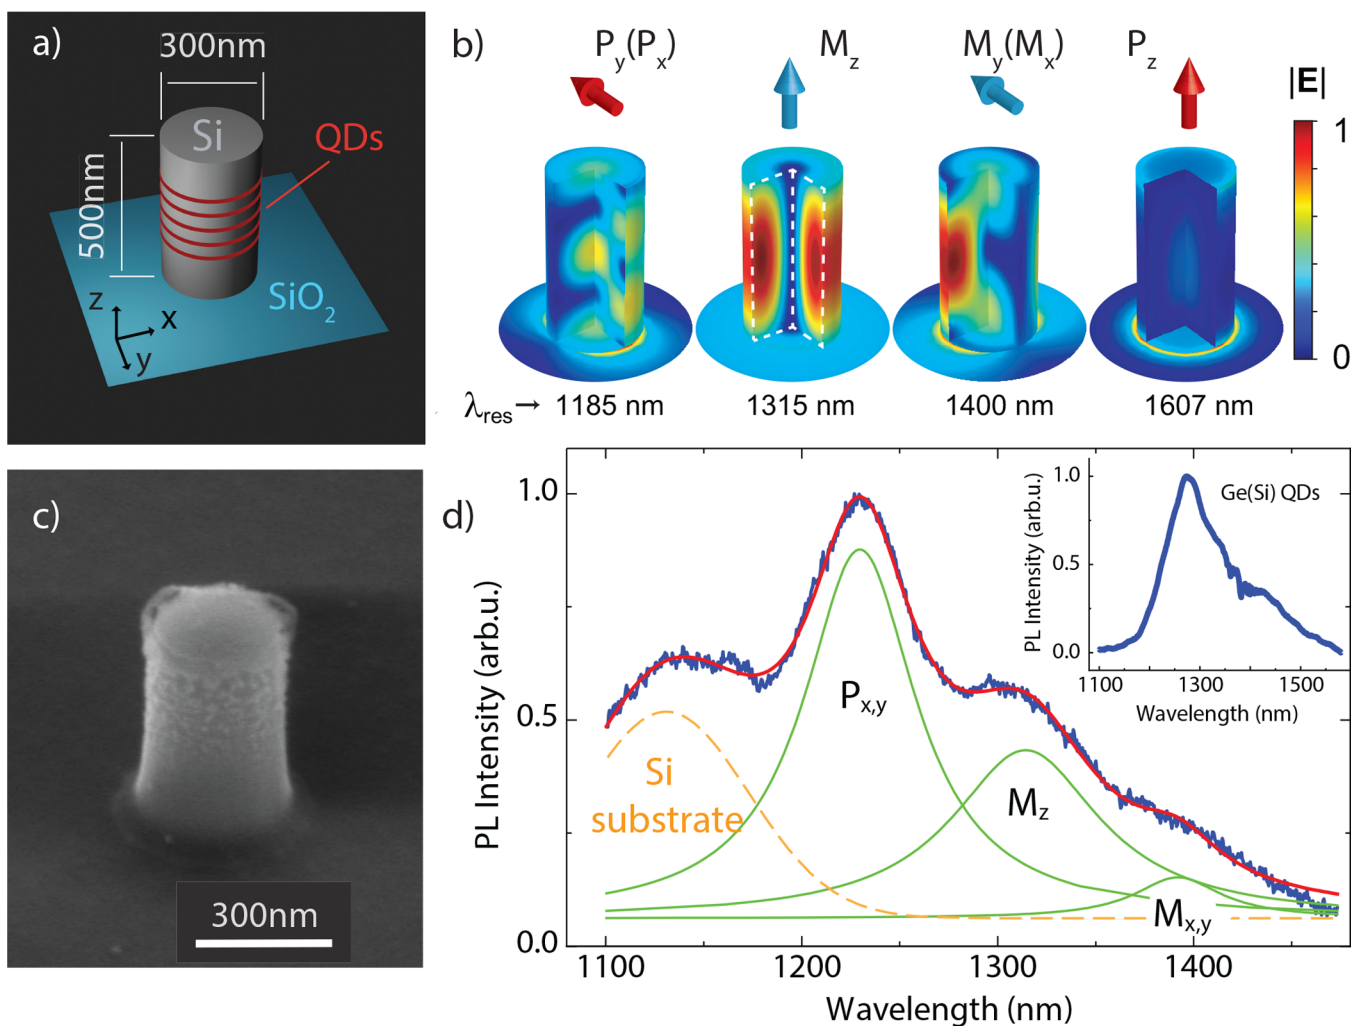 a)
300nm
Si
QDs
500nm
SiO2
z
x
y
b)
Py(Px)
Mz
My(Mx)
Pz
|E|
1
0
λres→ 1185 nm
1315 nm
1400 nm
1607 nm
c)
300nm
d)
PL Intensity (arb.u.)
1.0
0.5
0.0
1100
1200
1300
1400
Wavelength (nm)
Si
substrate
Px,y
Mz
Mx,y
Ge(Si) QDs
PL Intensity (arb.u.)
1.0
0.5
0.0
1100
1300
1500
Wavelength (nm)